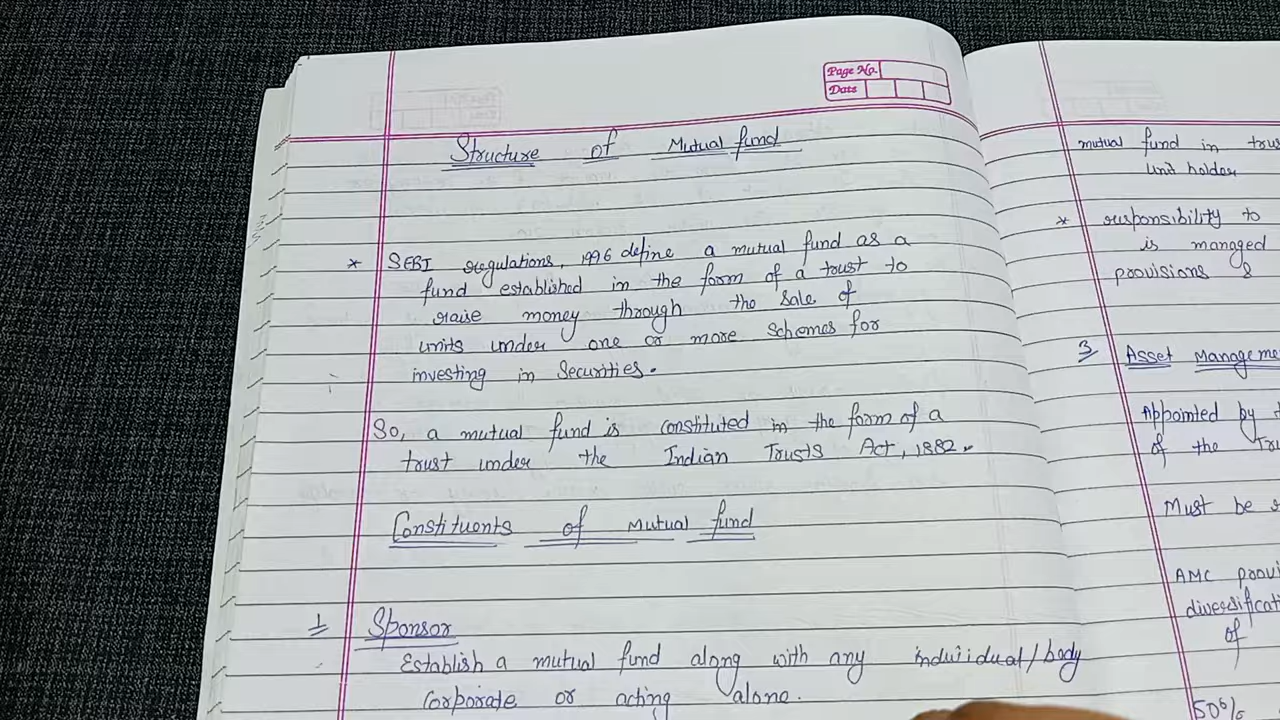 Page No.
Date
Structure of Mutual fund
* SEBI regulations, 1996 define a mutual fund as a
fund established in the form of a trust to
raise money through the sale of
units under one or more Schemes for
investing in Securities.
So, a mutual fund is constituted in the form of a
trust under the Indian Trusts Act, 1882.
Constituents of Mutual fund
1 Sponsor
Establish a mutual fund along with any individual/body
Corporate or acting alone.
mutual fund in
unit holder
* responsibility to
is managed
provisions &
3 Asset
Appointed by
of the
Must be
AMC
of
50%